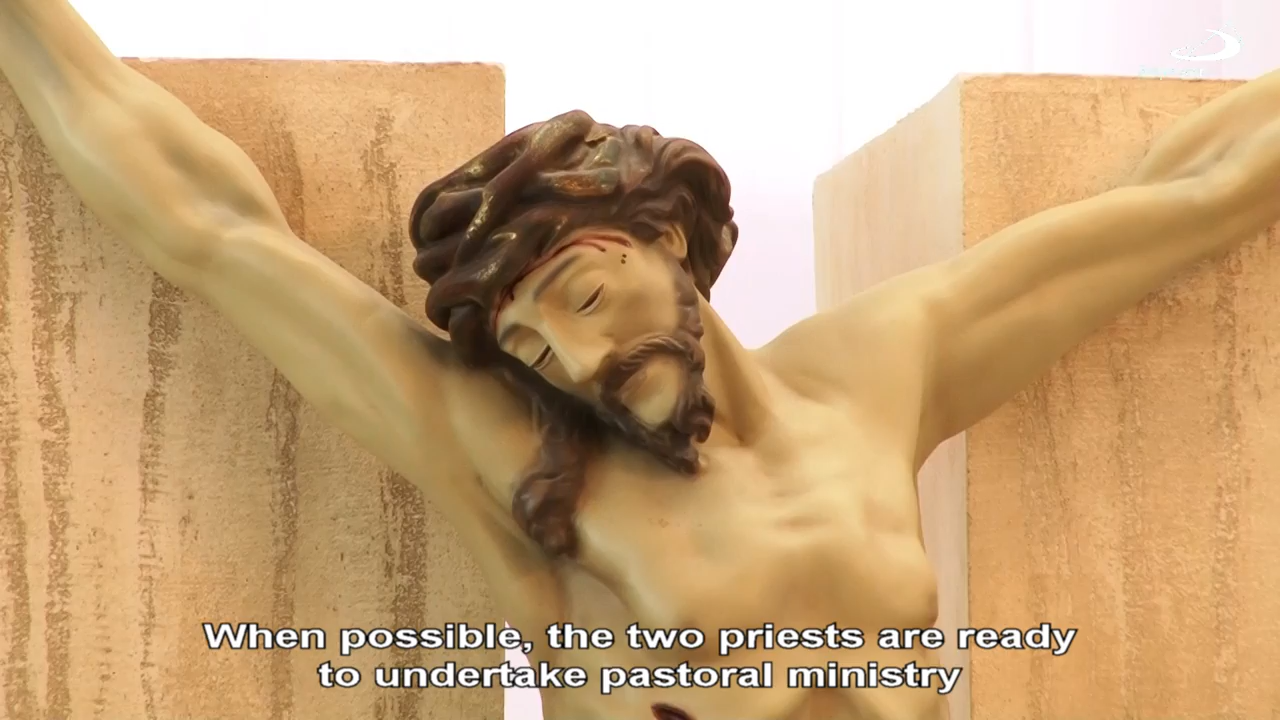 When possible, the two priests are ready
to undertake pastoral ministry